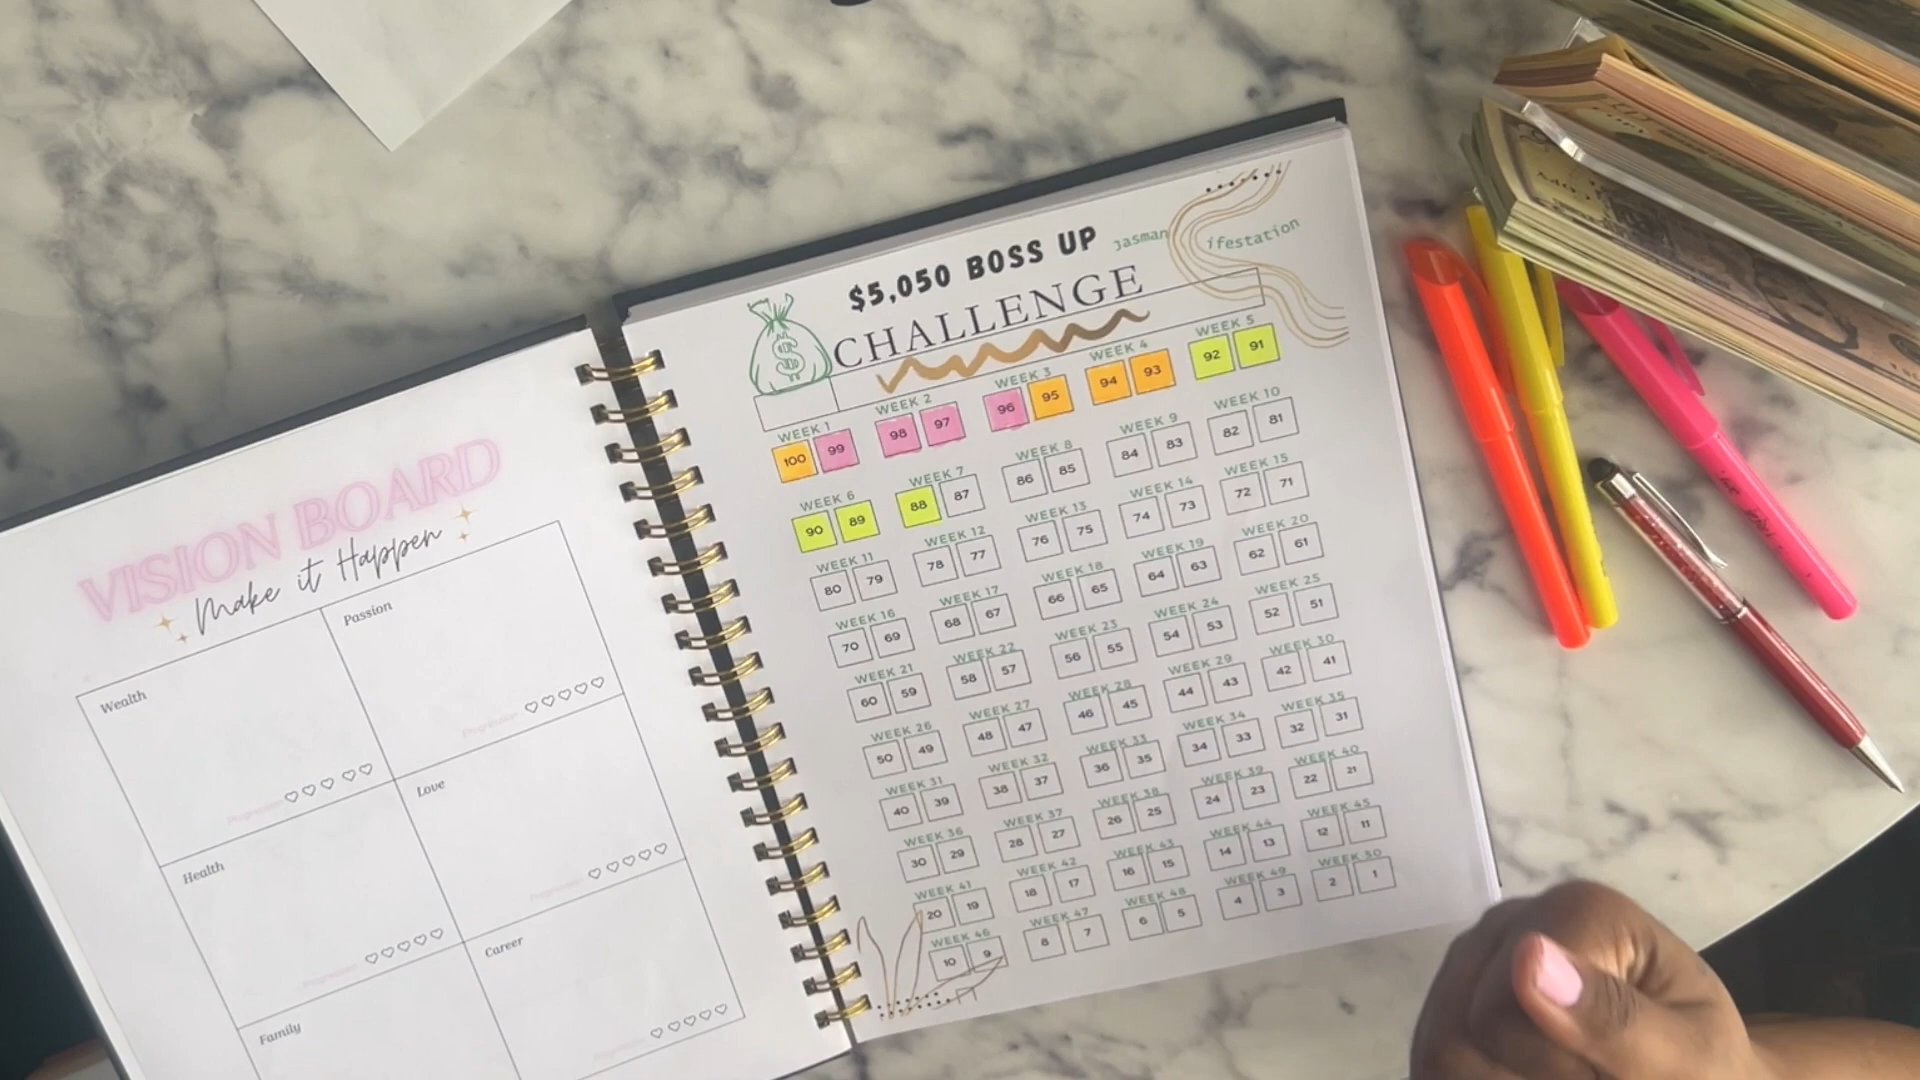 VISION BOARD
Make it Happen
Wealth
Passion
Progression
Progression
Health
Love
Progression
Progression
Family
Career
Progression
$5,050 BOSS UP
CHALLENGE
jasmanifestation
WEEK 1 WEEK 2 WEEK 3 WEEK 4 WEEK 5
100 99 98 97 96 95 94 93 92 91
WEEK 6 WEEK 7 WEEK 8 WEEK 9 WEEK 10
90 89 88 87 86 85 84 83 82 81
WEEK 11 WEEK 12 WEEK 13 WEEK 14 WEEK 15
80 79 78 77 76 75 74 73 72 71
WEEK 16 WEEK 17 WEEK 18 WEEK 19 WEEK 20
70 69 68 67 66 65 64 63 62 61
WEEK 21 WEEK 22 WEEK 23 WEEK 24 WEEK 25
60 59 58 57 56 55 54 53 52 51
WEEK 26 WEEK 27 WEEK 28 WEEK 29 WEEK 30
50 49 48 47 46 45 44 43 42 41
WEEK 31 WEEK 32 WEEK 33 WEEK 34 WEEK 35
40 39 38 37 36 35 34 33 32 31
WEEK 36 WEEK 37 WEEK 38 WEEK 39 WEEK 40
30 29 28 27 26 25 24 23 22 21
WEEK 41 WEEK 42 WEEK 43 WEEK 44 WEEK 45
20 19 18 17 16 15 14 13 12 11
WEEK 46 WEEK 47 WEEK 48 WEEK 49 WEEK 50
10 9 8 7 6 5 4 3 2 1